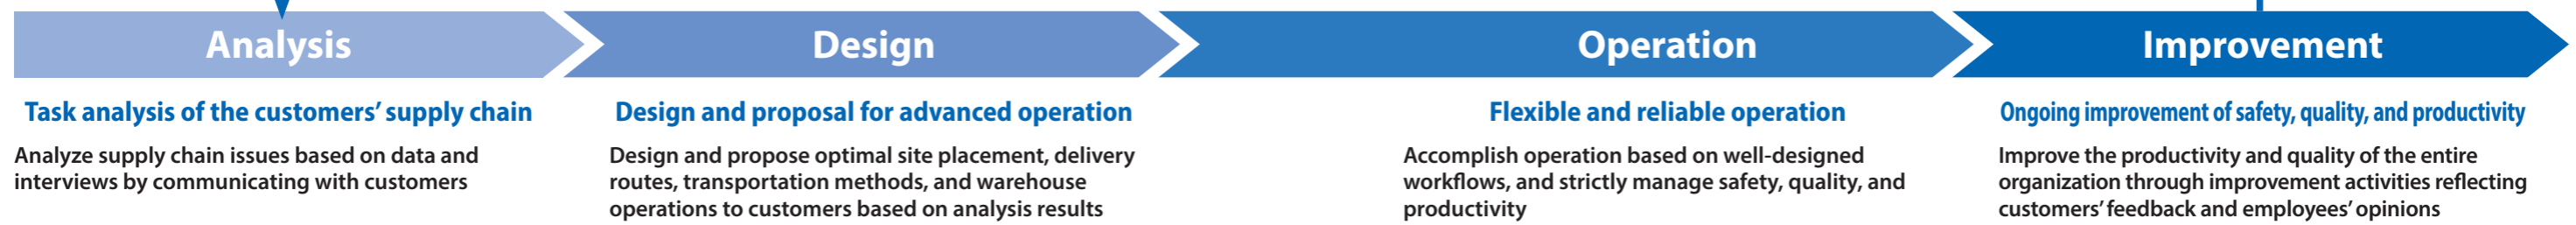 Analysis
Task analysis of the customers’ supply chain
Analyze supply chain issues based on data and
interviews by communicating with customers
Design
Design and proposal for advanced operation
Design and propose optimal site placement, delivery
routes, transportation methods, and warehouse
operations to customers based on analysis results
Operation
Flexible and reliable operation
Accomplish operation based on well-designed
workflows, and strictly manage safety, quality, and
productivity
Improvement
Ongoing improvement of safety, quality, and productivity
Improve the productivity and quality of the entire
organization through improvement activities reflecting
customers’ feedback and employees’ opinions